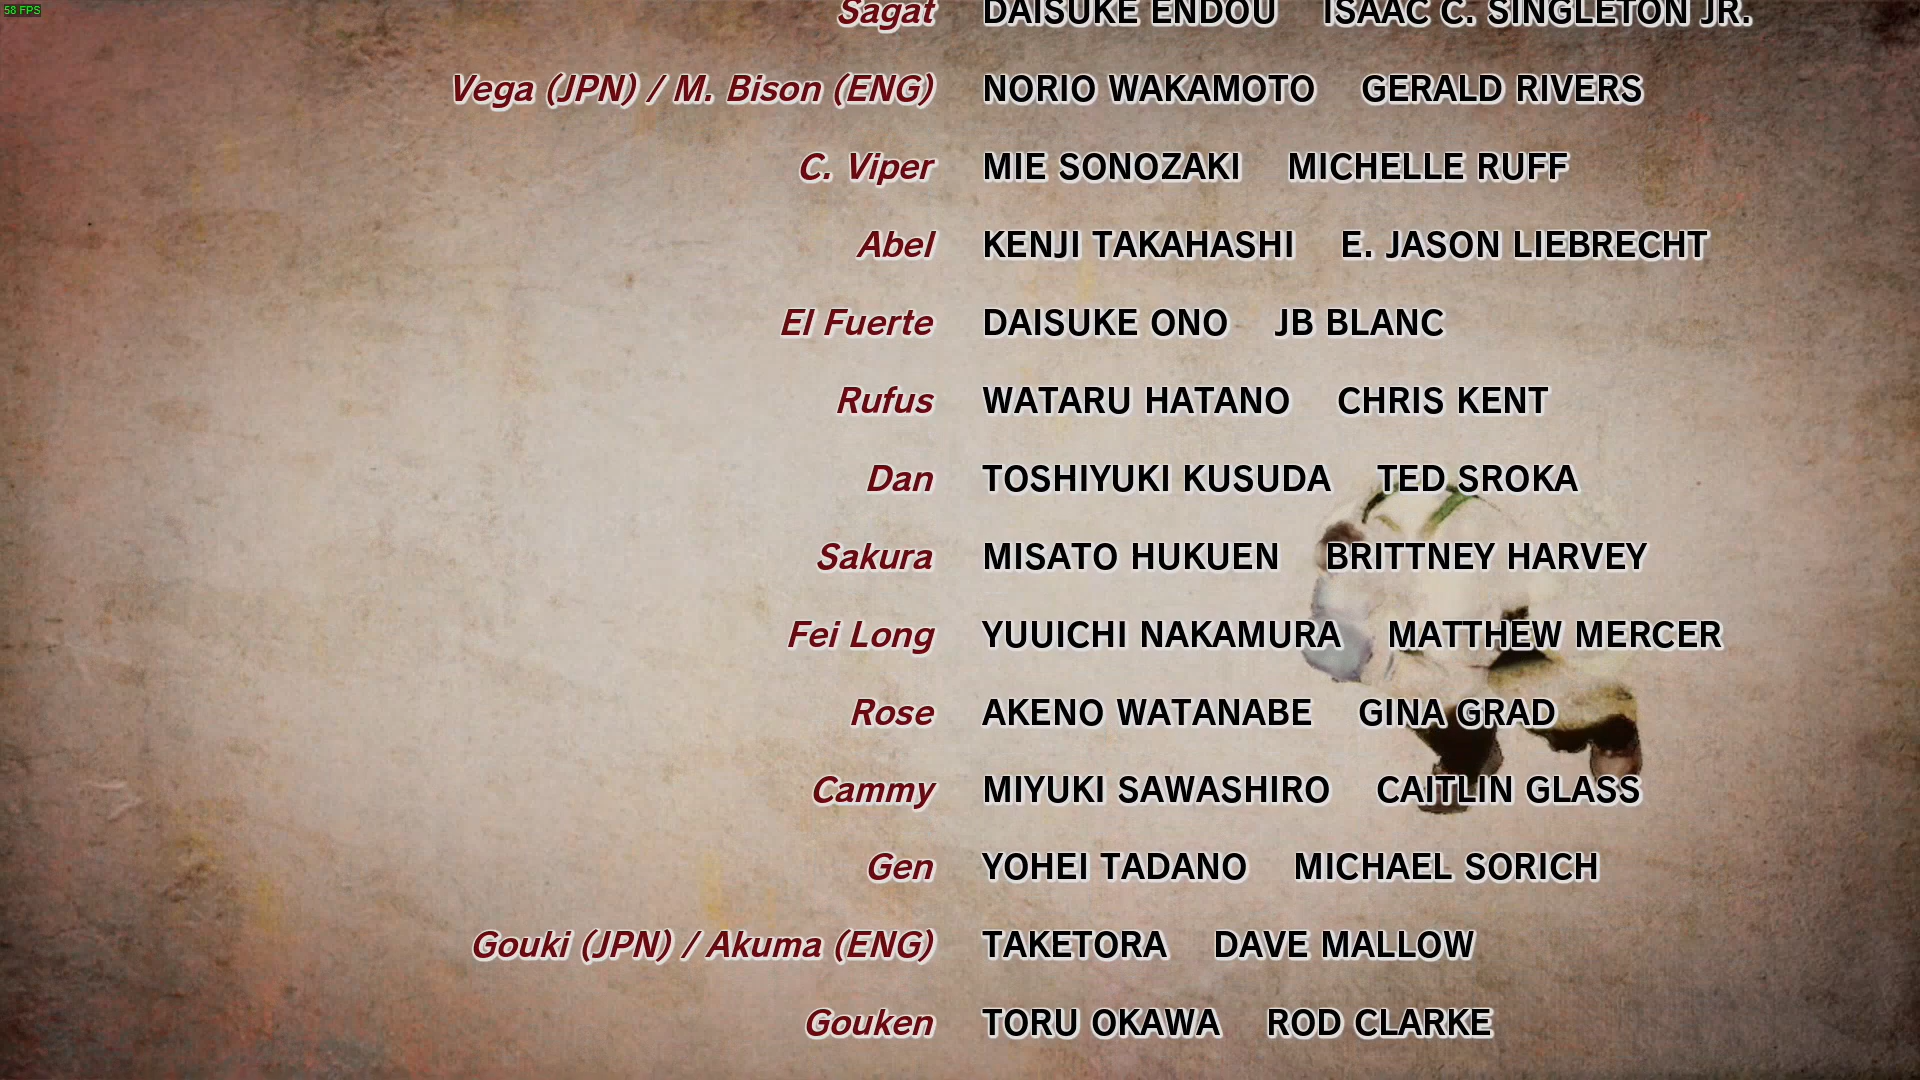 58 FPS
Sagat DAISUKE ENDOU ISAAC C. SINGLETON JR.
Vega (JPN) / M. Bison (ENG) NORIO WAKAMOTO GERALD RIVERS
C. Viper MIE SONOZAKI MICHELLE RUFF
Abel KENJI TAKAHASHI E. JASON LIEBRECHT
El Fuerte DAISUKE ONO JB BLANC
Rufus WATARU HATANO CHRIS KENT
Dan TOSHIYUKI KUSUDA TED SROKA
Sakura MISATO HUKUEN BRITTNEY HARVEY
Fei Long YUUICHI NAKAMURA MATTHEW MERCER
Rose AKENO WATANABE GINA GRAD
Cammy MIYUKI SAWASHIRO CAITLIN GLASS
Gen YOHEI TADANO MICHAEL SORICH
Gouki (JPN) / Akuma (ENG) TAKETORA DAVE MALLOW
Gouken TORU OKAWA ROD CLARKE